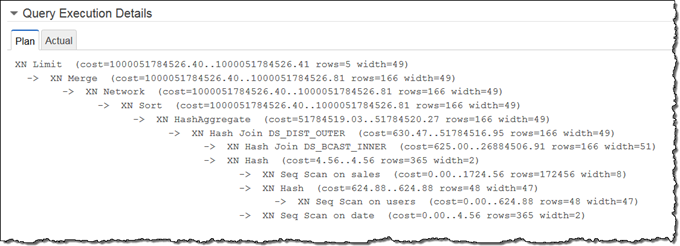 Query Execution Details
Plan Actual
XN Limit (cost=1000051784526.40..1000051784526.41 rows=5 width=49)
-> XN Merge (cost=1000051784526.40..1000051784526.81 rows=166 width=49)
-> XN Network (cost=1000051784526.40..1000051784526.81 rows=166 width=49)
-> XN Sort (cost=1000051784526.40..1000051784526.81 rows=166 width=49)
-> XN HashAggregate (cost=51784519.03..51784520.27 rows=166 width=49)
-> XN Hash Join DS_DIST_OUTER (cost=630.47..51784516.95 rows=166 width=49)
-> XN Hash Join DS_BCAST_INNER (cost=625.00..26884506.91 rows=166 width=51)
-> XN Hash (cost=4.56..4.56 rows=365 width=2)
-> XN Seq Scan on sales (cost=0.00..1724.56 rows=172456 width=8)
-> XN Hash (cost=624.88..624.88 rows=48 width=47)
-> XN Seq Scan on users (cost=0.00..624.88 rows=48 width=47)
-> XN Seq Scan on date (cost=0.00..4.56 rows=365 width=2)